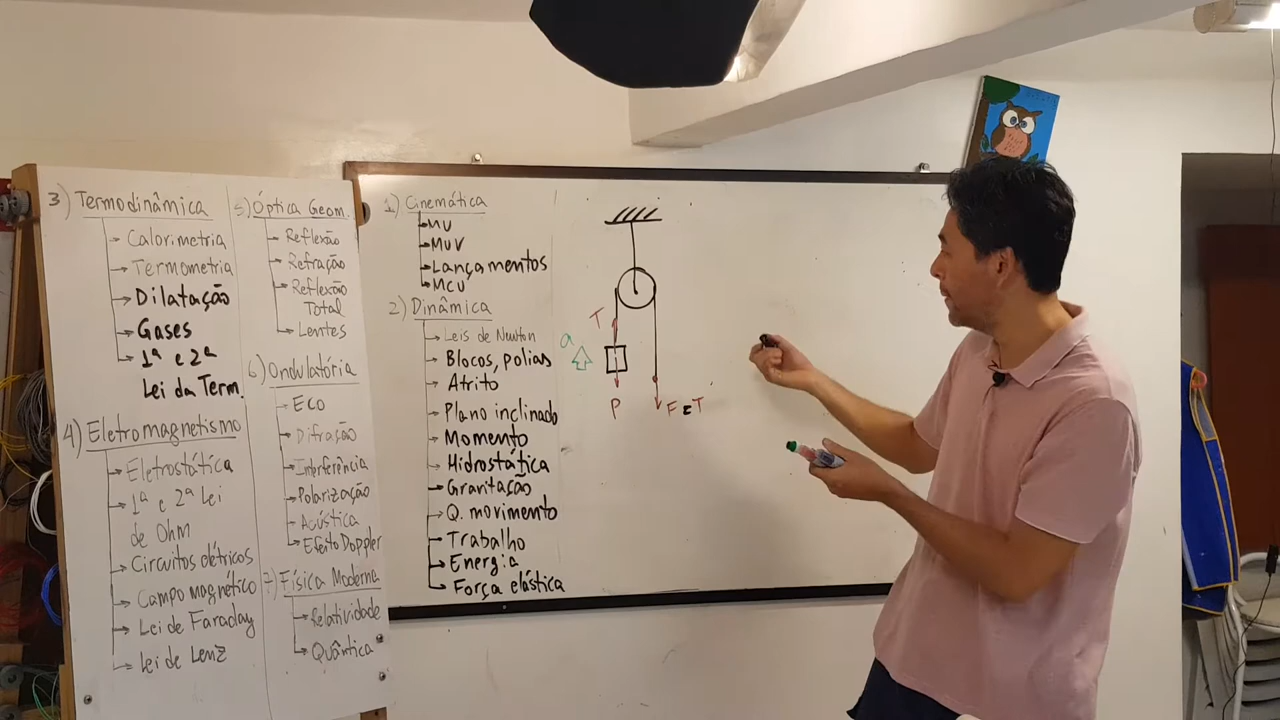 3) Termodinâmica
Calorimetria
Termometria
Dilatação
Gases
1ª e 2ª
Lei da Term.
4) Eletromagnetismo
Eletrostática
1ª e 2ª Lei
de Ohm
Circuitos elétricos
Campo magnético
Lei de Faraday
Lei de Lenz
5) Óptica Geom.
Reflexão
Refração
Reflexão
Total
Lentes
6) Ondulatória
Eco
Difração
Interferência
Polarização
Acústica
Efeito Doppler
7) Física Moderna
Relatividade
Quântica
1) Cinemática
MU
MUV
Lançamentos
MCU
2) Dinâmica
Leis de Newton
Blocos, polias
Atrito
Plano inclinado
Momento
Hidrostática
Gravitação
Q. movimento
Trabalho
Energia
Força elástica
T
a
P
F = T